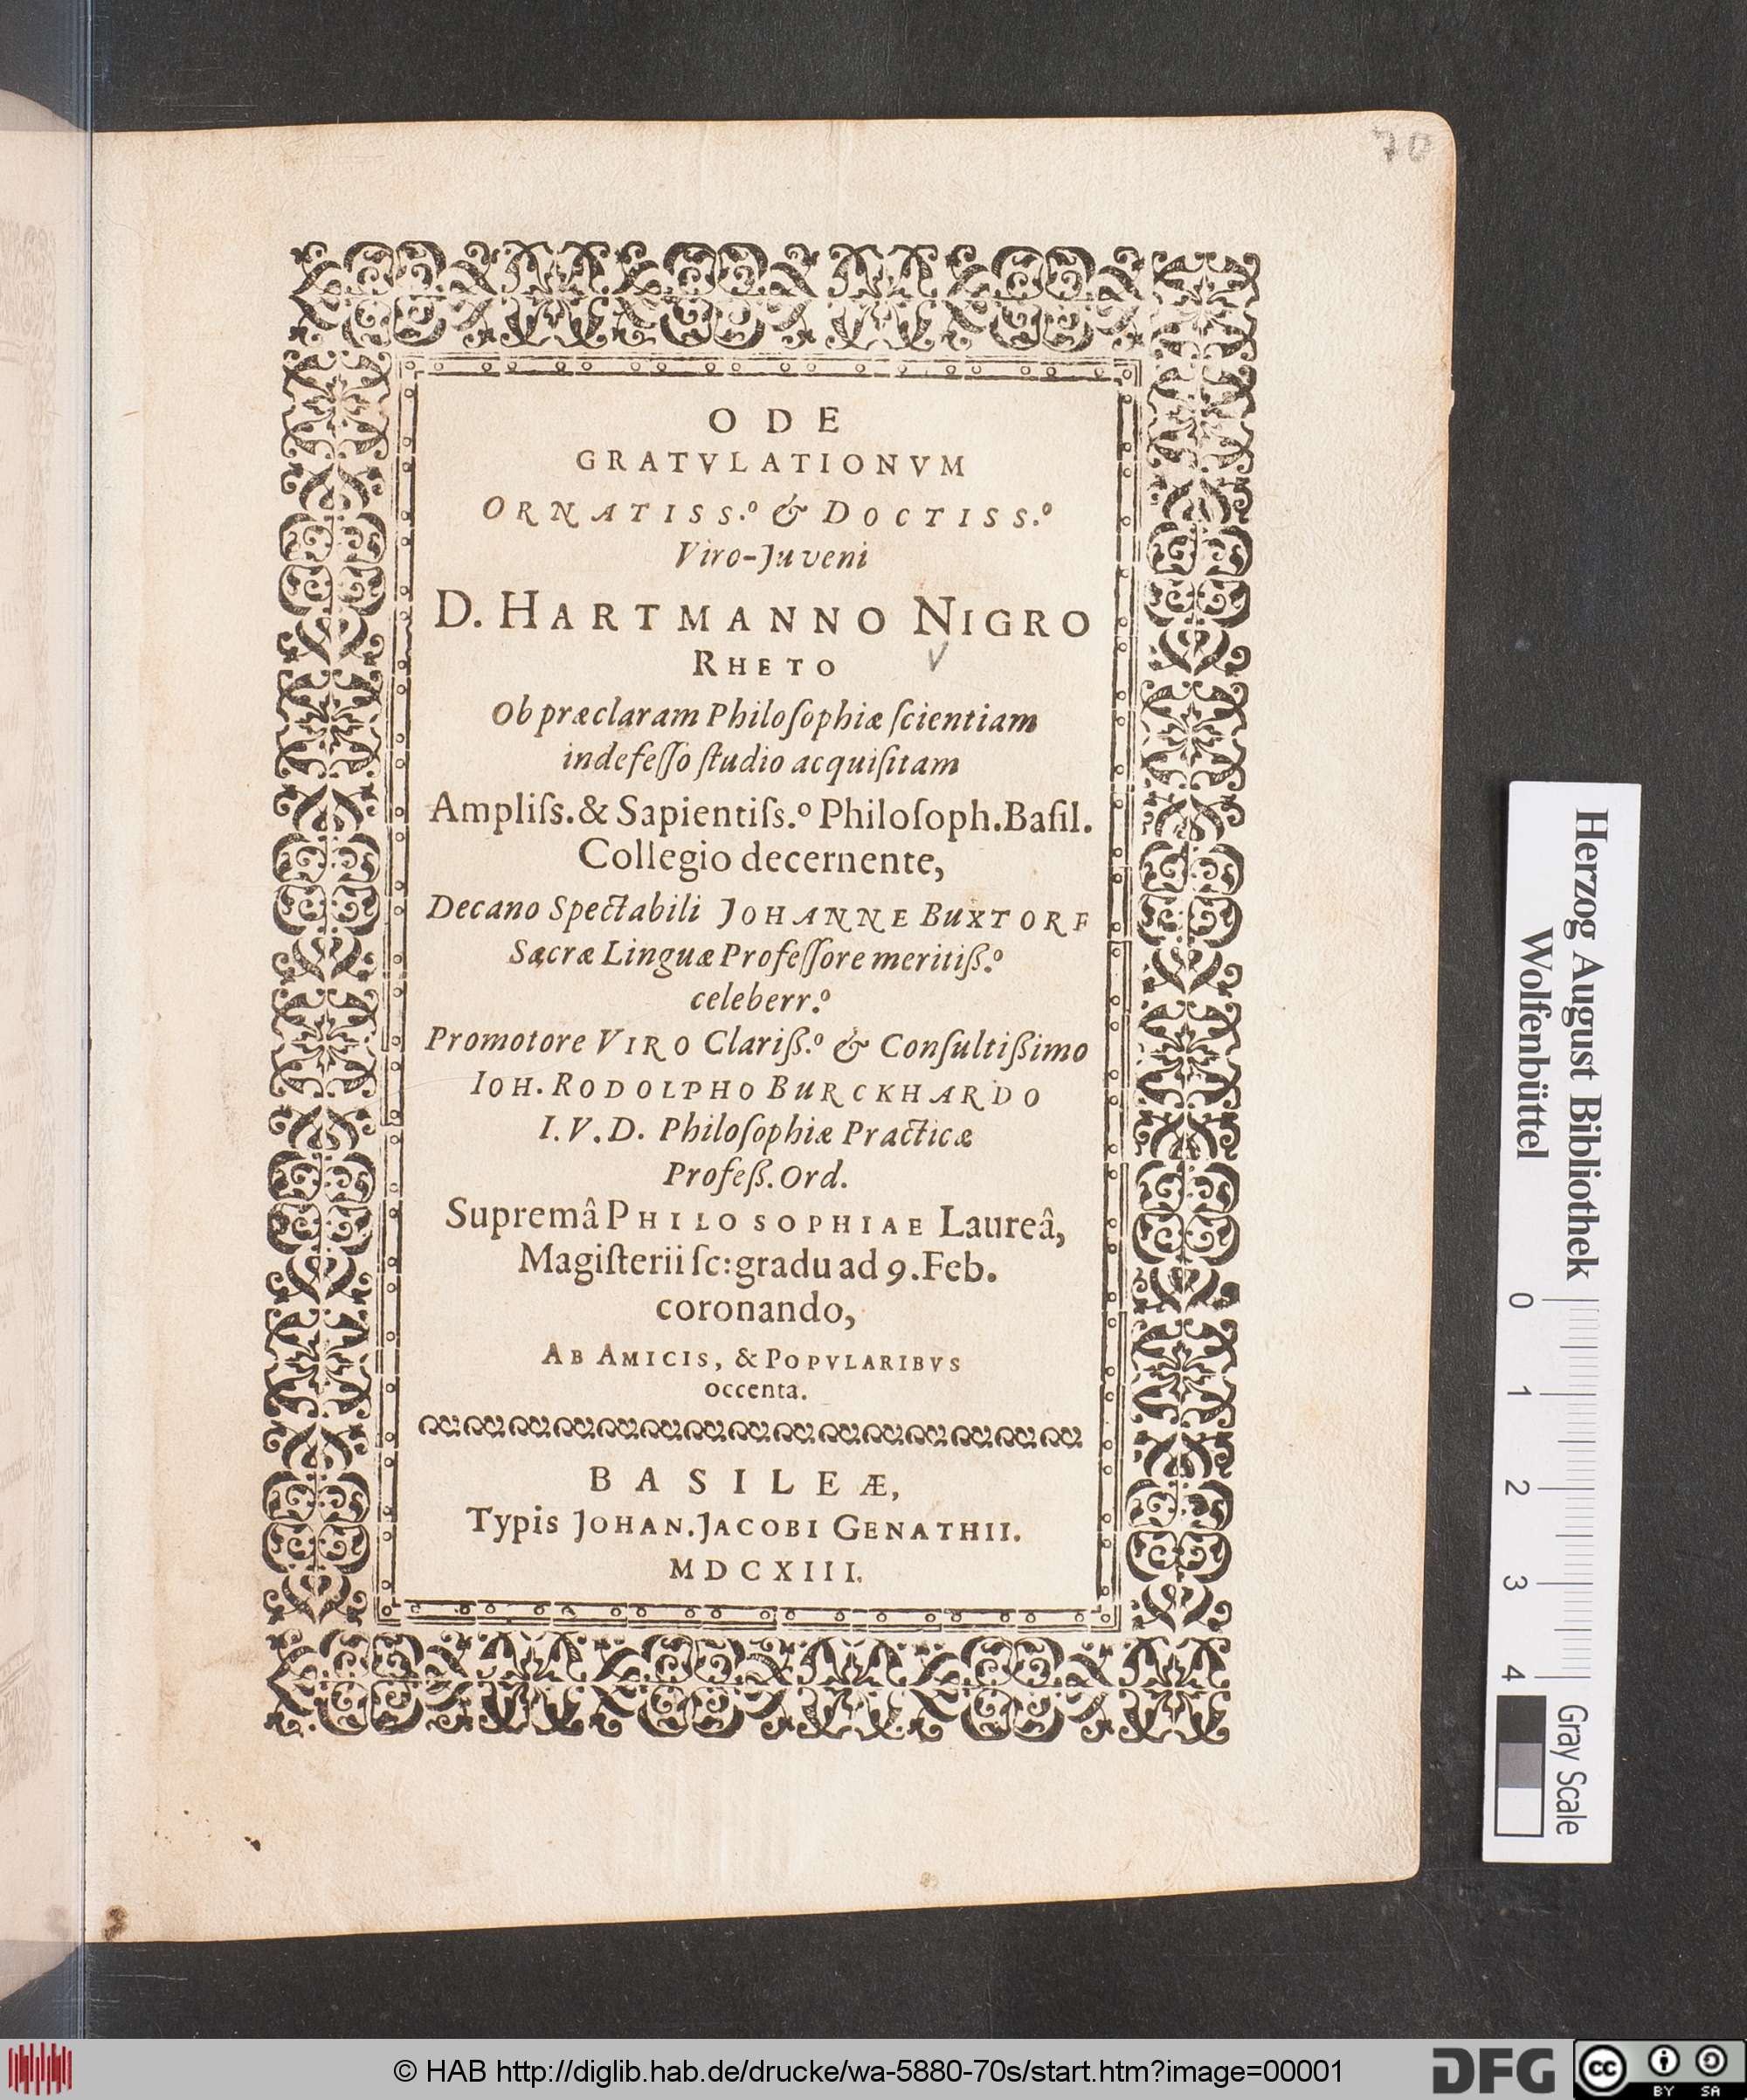 70
ODE
GRATVLATIONVM
ORNATISS.º & DOCTISS.º
Viro-Juveni
D. HARTMANNO NIGRO
RHETO
Ob præclaram Philoſophiæ ſcientiam
indefeſſo ſtudio acquiſitam
Ampliſs. & Sapientiſs.º Philoſoph. Baſil.
Collegio decernente,
Decano Spectabili JOHANNE BUXTORF
Sacræ Linguæ Profeſſore meritiß.º
celeberr.º
Promotore VIRO Clariß.º & Conſultißimo
IOH. RODOLPHO BURCKHARDO
I.V.D. Philoſophiæ Practicæ
Profeß. Ord.
Supremâ PHILOSOPHIAE Laureâ,
Magiſterii ſc: gradu ad 9. Feb.
coronando,
AB AMICIS, & POPVLARIBVS
occenta.
BASILEÆ,
Typis JOHAN. JACOBI GENATHII.
MDCXIII.
Herzog August Bibliothek
Wolfenbüttel
0 1 2 3 4
Gray Scale
© HAB http://diglib.hab.de/drucke/wa-5880-70s/start.htm?image=00001
DFG
cc BY SA